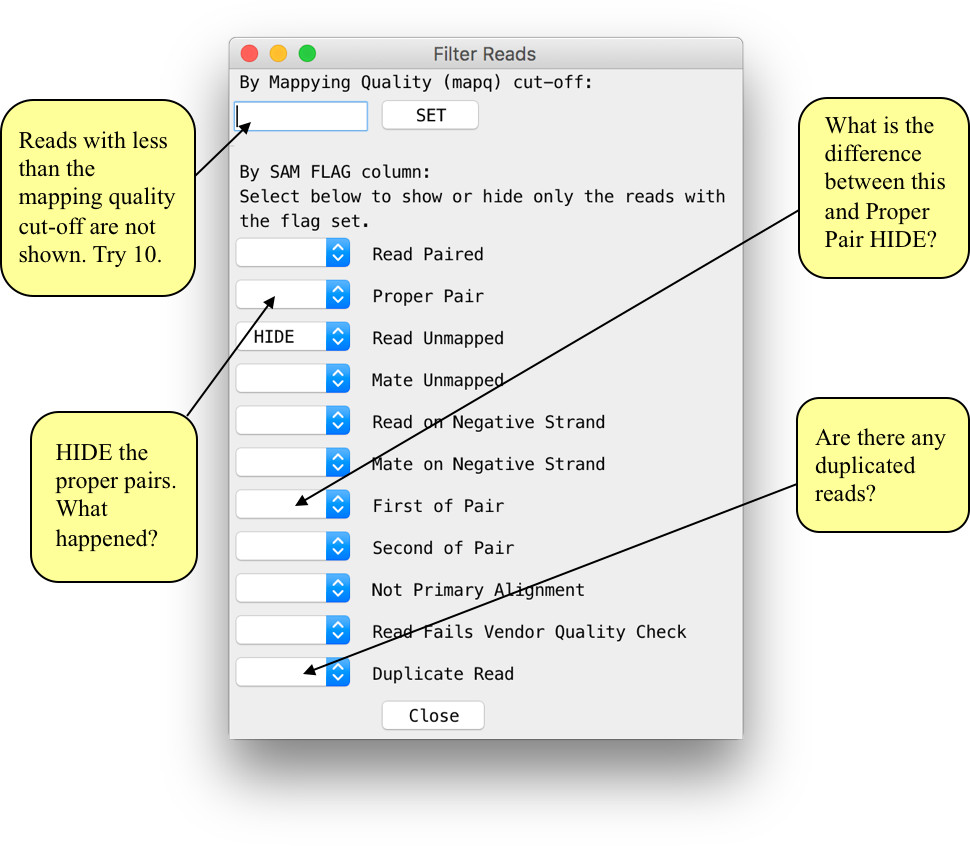 Filter Reads
By Mappying Quality (mapq) cut-off:
SET
By SAM FLAG column:
Select below to show or hide only the reads with
the flag set.
Read Paired
Proper Pair
HIDE
Read Unmapped
Mate Unmapped
Read on Negative Strand
Mate on Negative Strand
First of Pair
Second of Pair
Not Primary Alignment
Read Fails Vendor Quality Check
Duplicate Read
Close
Reads with less
than the
mapping quality
cut-off are not
shown. Try 10.
HIDE the
proper pairs.
What
happened?
What is the
difference
between this
and Proper
Pair HIDE?
Are there any
duplicated
reads?